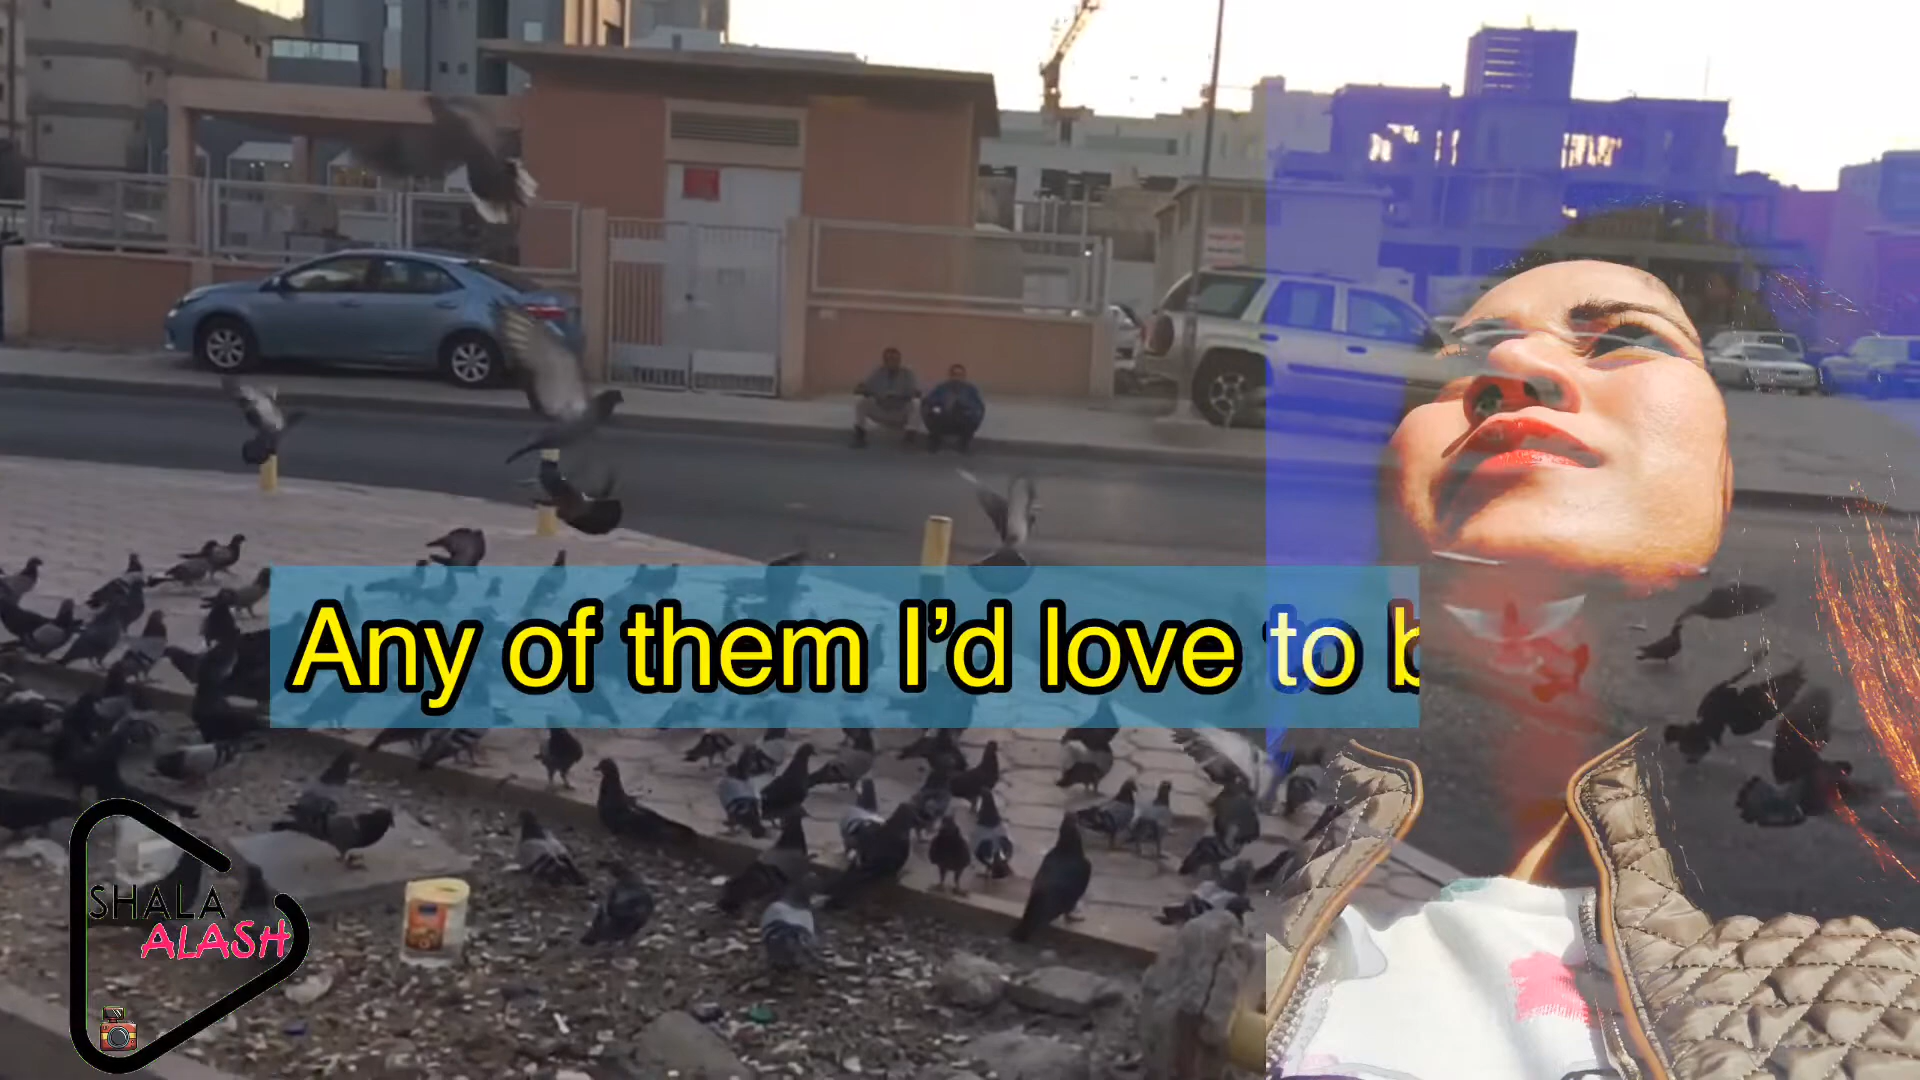 Any of them I’d love to b
SHALA
ALASH